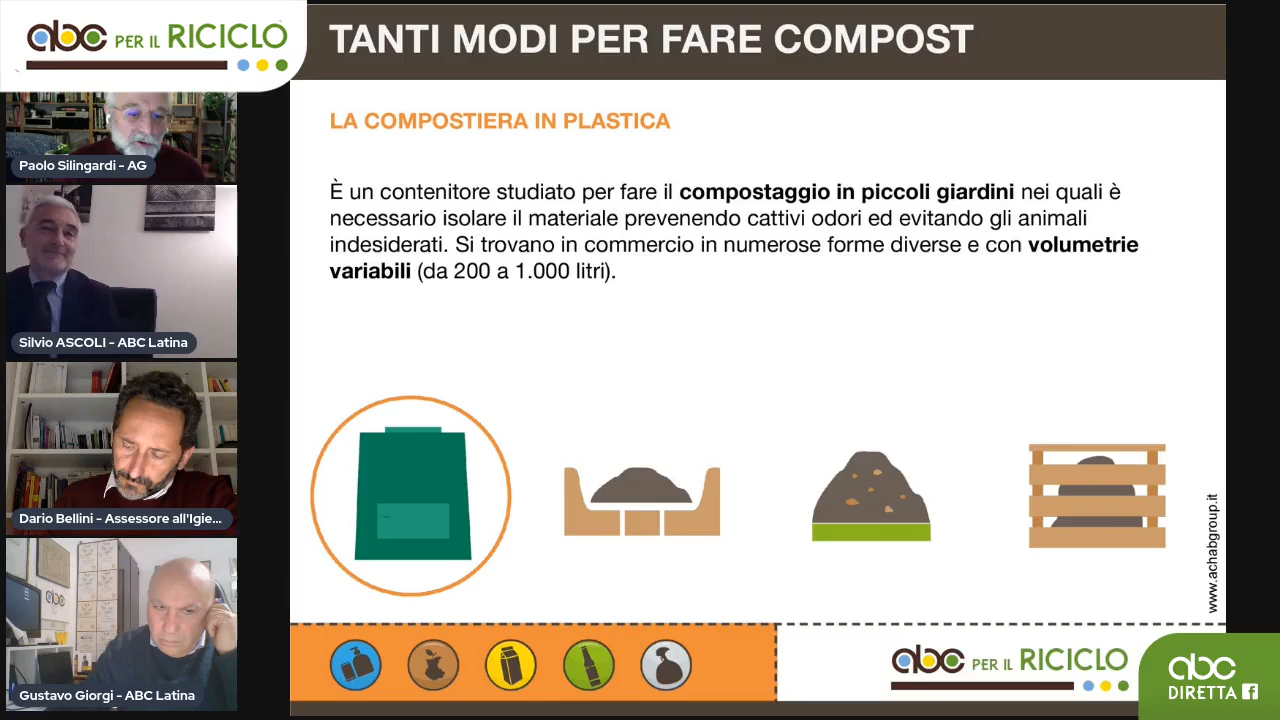 abc PER IL RICICLO
TANTI MODI PER FARE COMPOST
LA COMPOSTIERA IN PLASTICA
È un contenitore studiato per fare il compostaggio in piccoli giardini nei quali è
necessario isolare il materiale prevenendo cattivi odori ed evitando gli animali
indesiderati. Si trovano in commercio in numerose forme diverse e con volumetrie
variabili (da 200 a 1.000 litri).
Paolo Silingardi - AG
Silvio ASCOLI - ABC Latina
Dario Bellini - Assessore all'Igie...
abc
Gustavo Giorgi - ABC Latina
www.achabgroup.it
abc PER IL RICICLO
abc
DIRETTA f